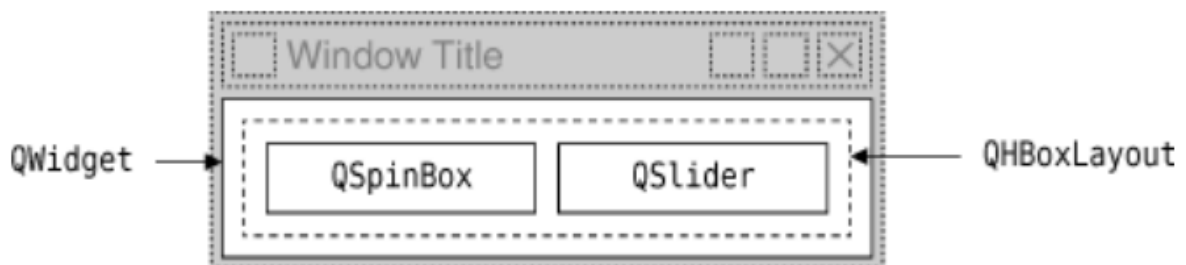 Window Title
QWidget
QSpinBox
QSlider
QHBoxLayout